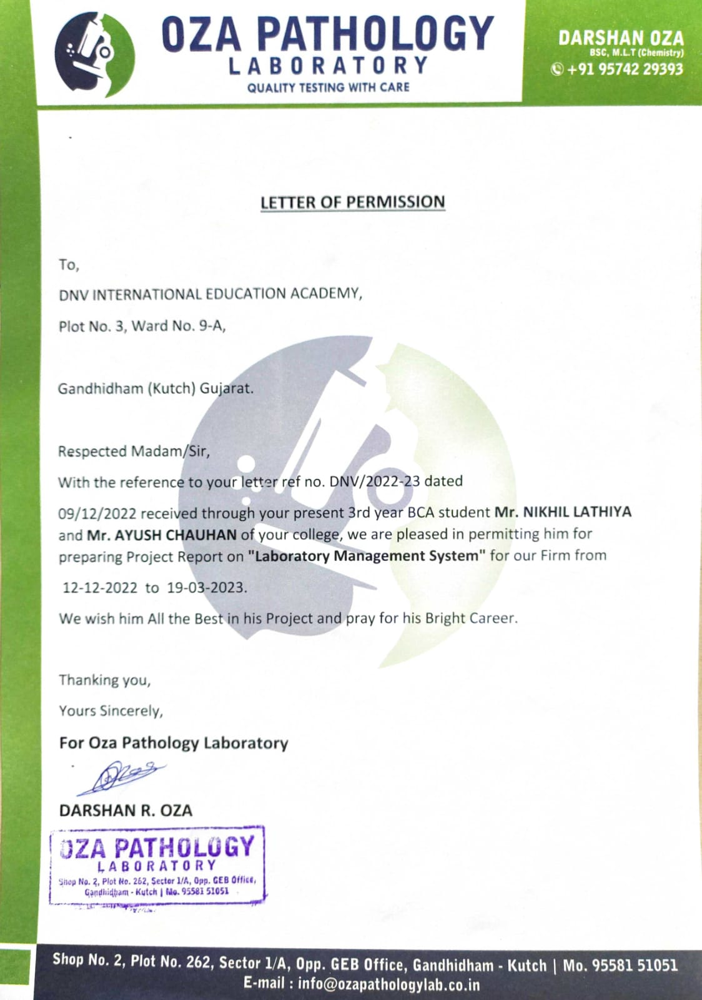 OZA PATHOLOGY
LABORATORY
QUALITY TESTING WITH CARE
DARSHAN OZA
BSC, M.L.T (Chemistry)
+91 95742 29393
LETTER OF PERMISSION
To,
DNV INTERNATIONAL EDUCATION ACADEMY,
Plot No. 3, Ward No. 9-A,
Gandhidham (Kutch) Gujarat.
Respected Madam/Sir,
With the reference to your letter ref no. DNV/2022-23 dated
09/12/2022 received through your present 3rd year BCA student Mr. NIKHIL LATHIYA
and Mr. AYUSH CHAUHAN of your college, we are pleased in permitting him for
preparing Project Report on "Laboratory Management System" for our Firm from
12-12-2022 to 19-03-2023.
We wish him All the Best in his Project and pray for his Bright Career.
Thanking you,
Yours Sincerely,
For Oza Pathology Laboratory
DARSHAN R. OZA
OZA PATHOLOGY
LABORATORY
Shop No. 2, Plot No. 262, Sector 1/A, Opp. GEB Office,
Gandhidham - Kutch | Mo. 95581 51051
Shop No. 2, Plot No. 262, Sector 1/A, Opp. GEB Office, Gandhidham - Kutch | Mo. 95581 51051
E-mail : info@ozapathologylab.co.in